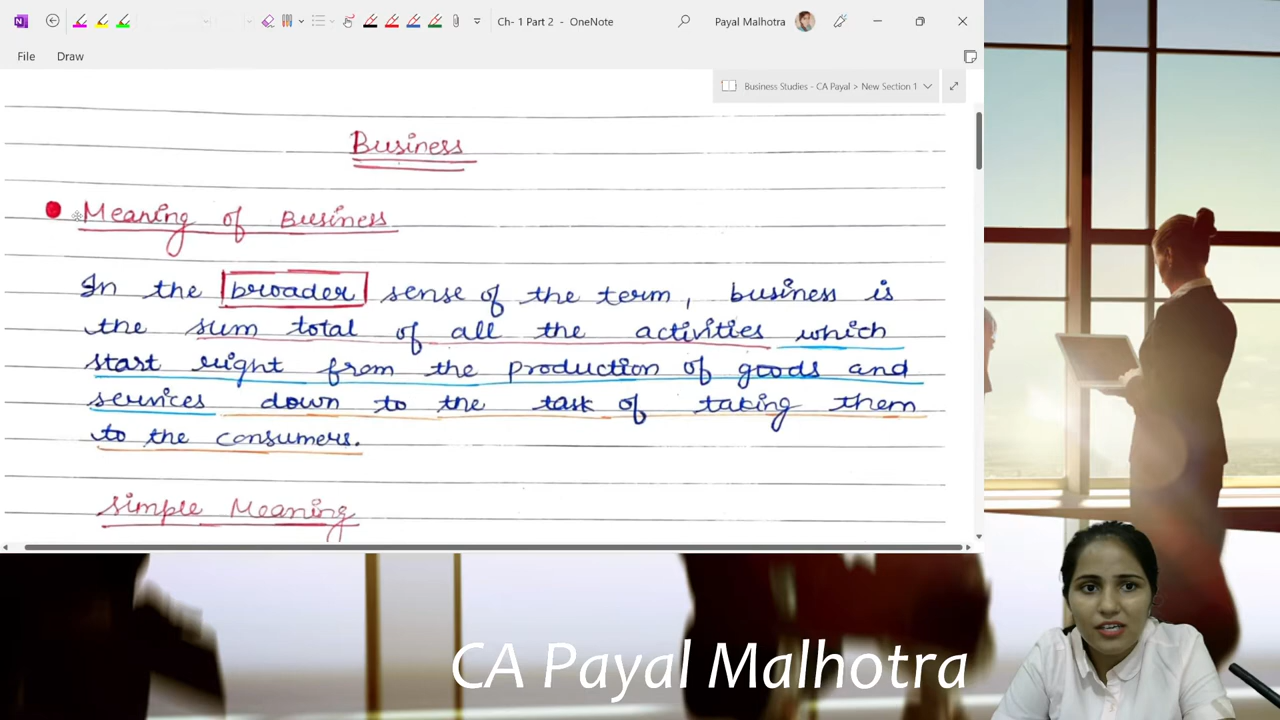 Ch- 1 Part 2 - OneNote
Payal Malhotra
File Draw
Business Studies - CA Payal > New Section 1
Business
Meaning of Business
In the broader sense of the term, business is
the sum total of all the activities which
start right from the production of goods and
services down to the task of taking them
to the consumers.
Simple Meaning
CA Payal Malhotra